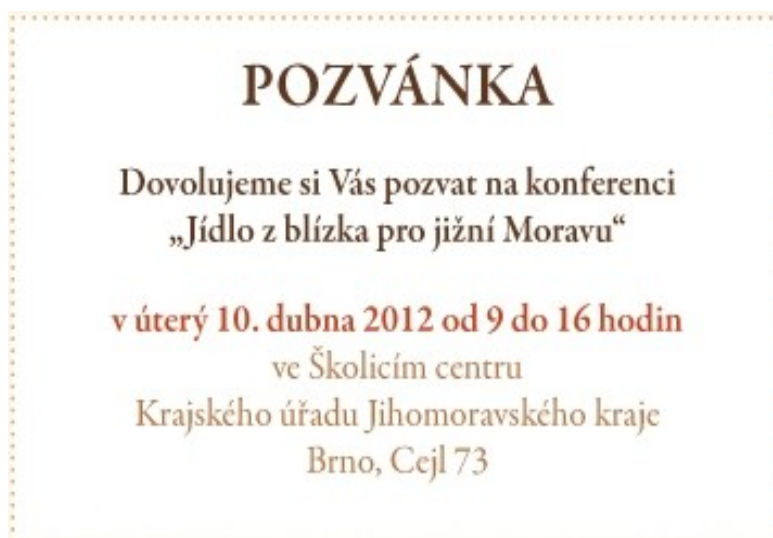 POZVÁNKA
Dovolujeme si Vás pozvat na konferenci
„Jídlo z blízka pro jižní Moravu“
v úterý 10. dubna 2012 od 9 do 16 hodin
ve Školicím centru
Krajského úřadu Jihomoravského kraje
Brno, Cejl 73